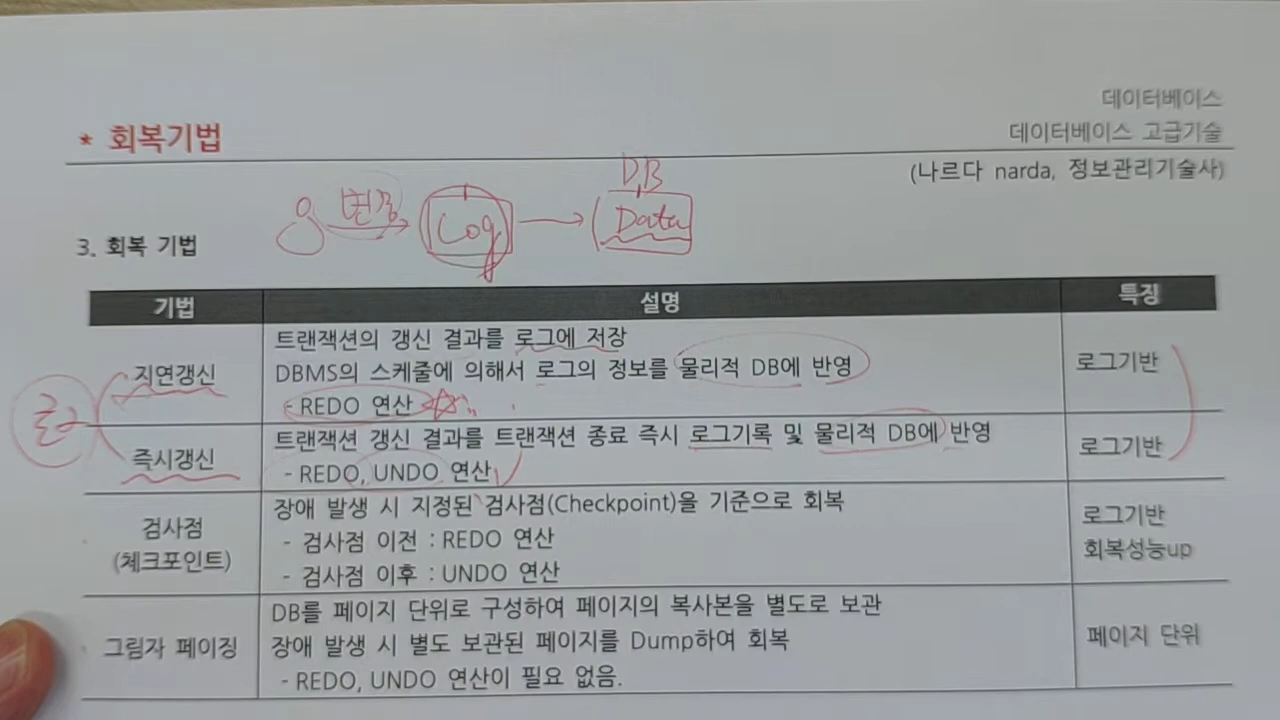 데이터베이스
* 회복기법
데이터베이스 고급기술
(나르다 narda, 정보관리기술사)
DB
변경
Log
Data
3. 회복 기법
기법
설명
특징
지연갱신
트랜잭션의 갱신 결과를 로그에 저장
DBMS의 스케줄에 의해서 로그의 정보를 물리적 DB에 반영
- REDO 연산
로그기반
즉시갱신
트랜잭션 갱신 결과를 트랜잭션 종료 즉시 로그기록 및 물리적 DB에 반영
- REDO, UNDO 연산
로그기반
검사점
(체크포인트)
장애 발생 시 지정된 검사점(Checkpoint)을 기준으로 회복
- 검사점 이전 : REDO 연산
- 검사점 이후 : UNDO 연산
로그기반
회복성능up
그림자 페이징
DB를 페이지 단위로 구성하여 페이지의 복사본을 별도로 보관
장애 발생 시 별도 보관된 페이지를 Dump하여 회복
- REDO, UNDO 연산이 필요 없음.
페이지 단위